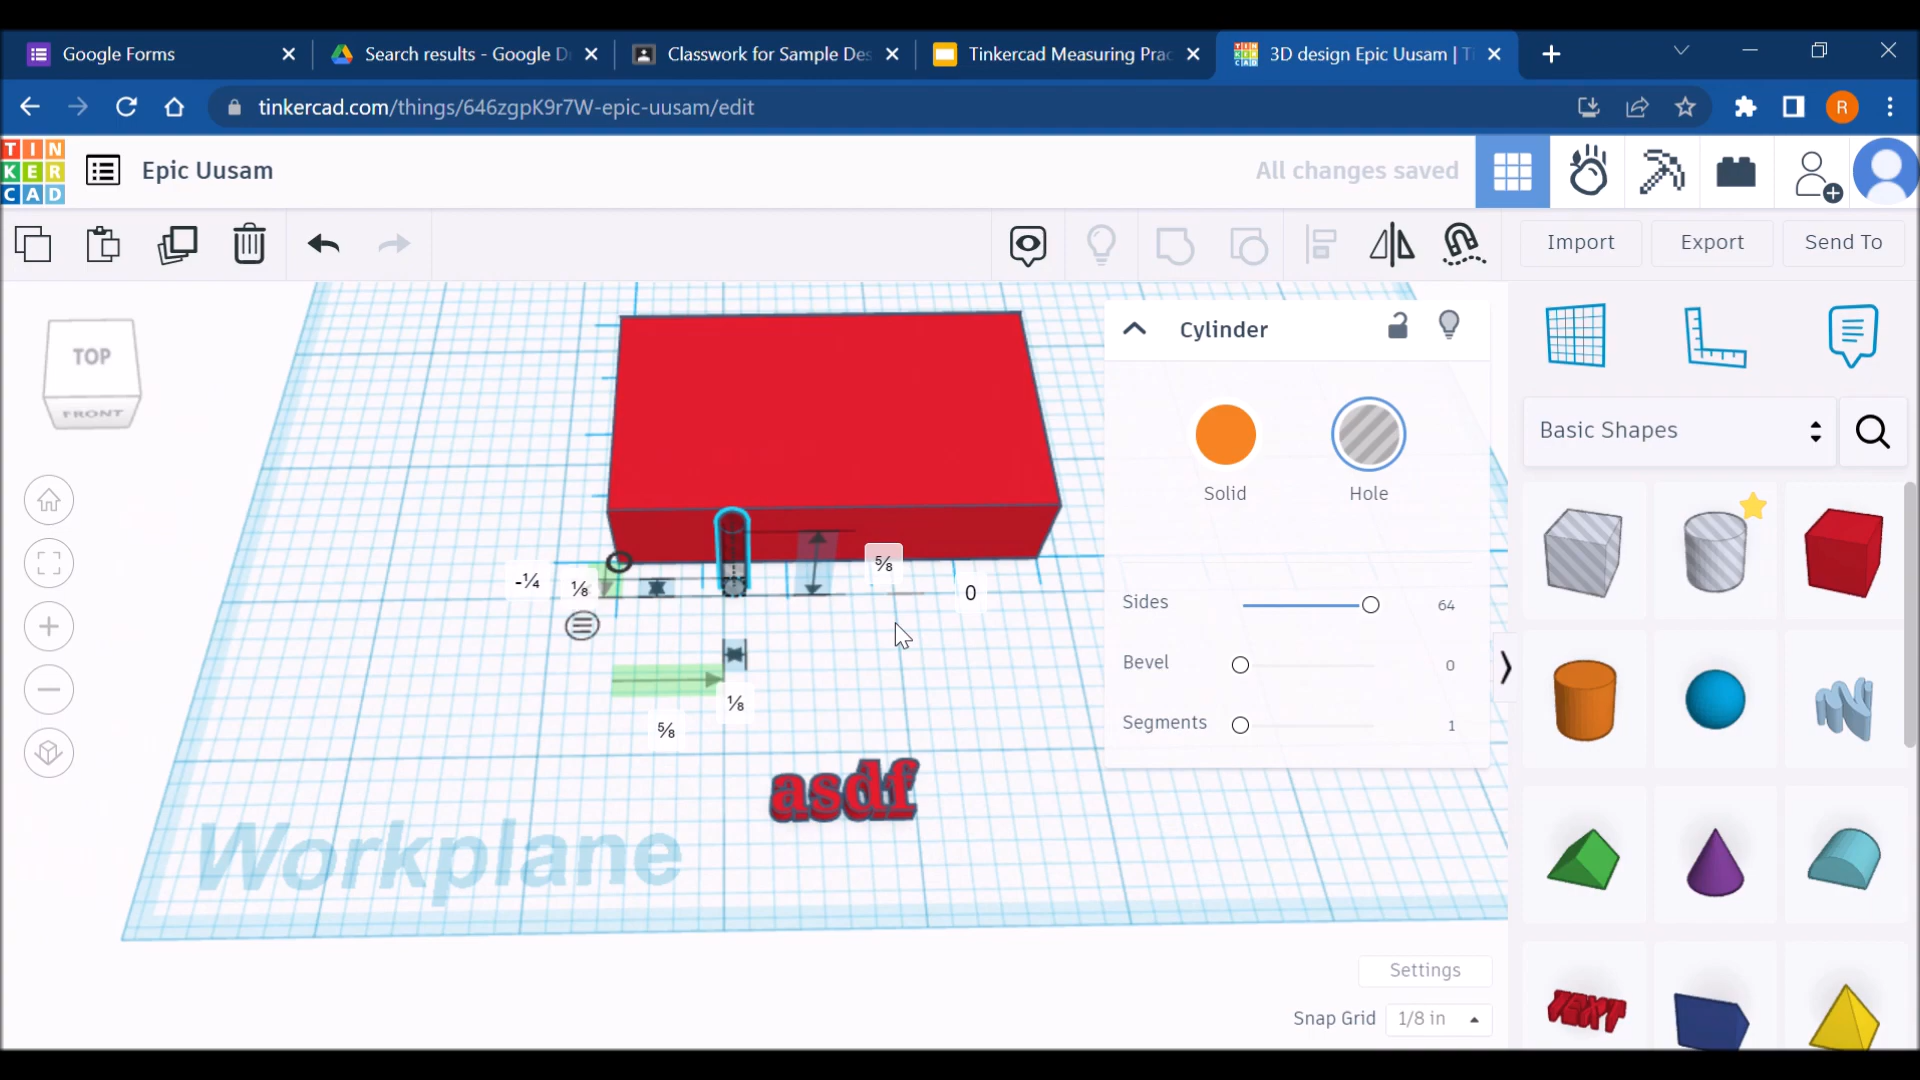 Google Forms
Search results - Google D
Classwork for Sample Des
Tinkercad Measuring Prac
3D design Epic Uusam | T
tinkercad.com/things/646zgpK9r7W-epic-uusam/edit
R
TIN
KER
CAD
Epic Uusam
All changes saved
Import
Export
Send To
TOP
FRONT
Cylinder
Solid
Hole
Basic Shapes
Sides
64
Bevel
0
Segments
1
-¼
⅛
⅝
0
⅛
⅝
asdf
Workplane
TEXT
Settings
Snap Grid
1/8 in